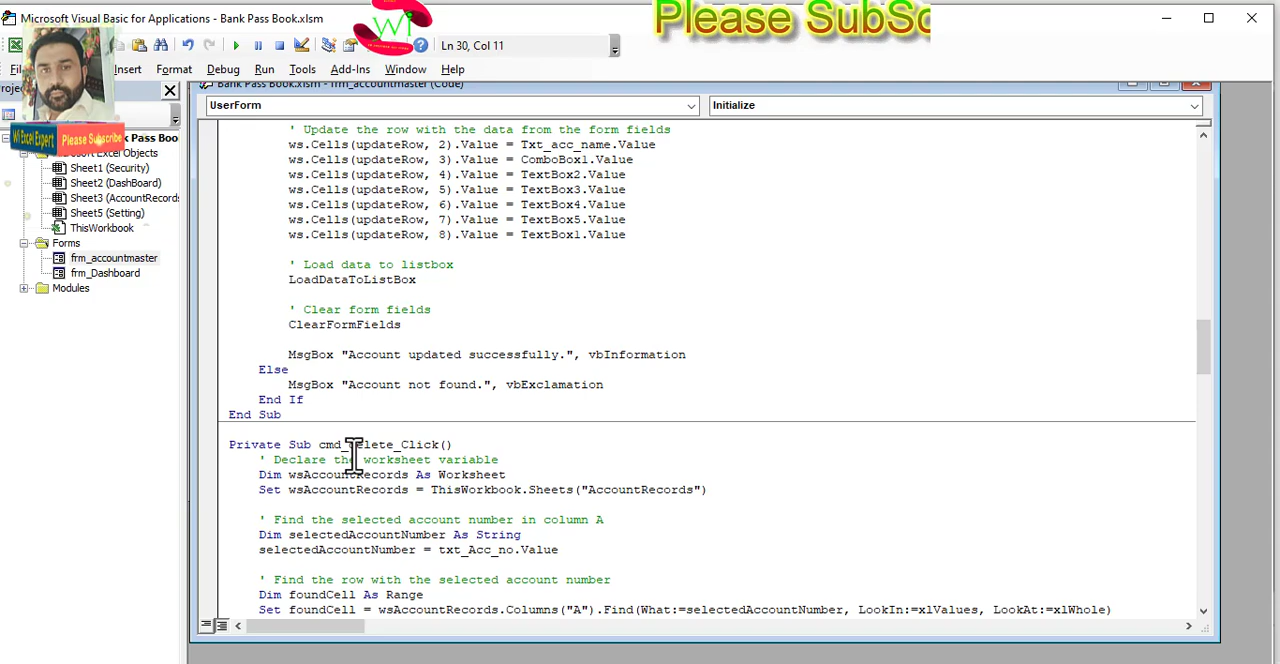 Microsoft Visual Basic for Applications - Bank Pass Book.xlsm
Please SubSc
Ln 30, Col 11
Insert Format Debug Run Tools Add-Ins Window Help
Bank Pass Book.xlsm - frm_accountmaster (Code)
UserForm
Initialize
WI Excel Expert
Please Subscribe
k Pass Boo
Microsoft Excel Objects
Sheet1 (Security)
Sheet2 (DashBoard)
Sheet3 (AccountRecords
Sheet5 (Setting)
ThisWorkbook
Forms
frm_accountmaster
frm_Dashboard
Modules
' Update the row with the data from the form fields
ws.Cells(updateRow, 2).Value = Txt_acc_name.Value
ws.Cells(updateRow, 3).Value = ComboBox1.Value
ws.Cells(updateRow, 4).Value = TextBox2.Value
ws.Cells(updateRow, 5).Value = TextBox3.Value
ws.Cells(updateRow, 6).Value = TextBox4.Value
ws.Cells(updateRow, 7).Value = TextBox5.Value
ws.Cells(updateRow, 8).Value = TextBox1.Value
' Load data to listbox
LoadDataToListBox
' Clear form fields
ClearFormFields
MsgBox "Account updated successfully.", vbInformation
Else
MsgBox "Account not found.", vbExclamation
End If
End Sub
Private Sub cmd_delete_Click()
' Declare the worksheet variable
Dim wsAccountRecords As Worksheet
Set wsAccountRecords = ThisWorkbook.Sheets("AccountRecords")
' Find the selected account number in column A
Dim selectedAccountNumber As String
selectedAccountNumber = txt_Acc_no.Value
' Find the row with the selected account number
Dim foundCell As Range
Set foundCell = wsAccountRecords.Columns("A").Find(What:=selectedAccountNumber, LookIn:=xlValues, LookAt:=xlWhole)